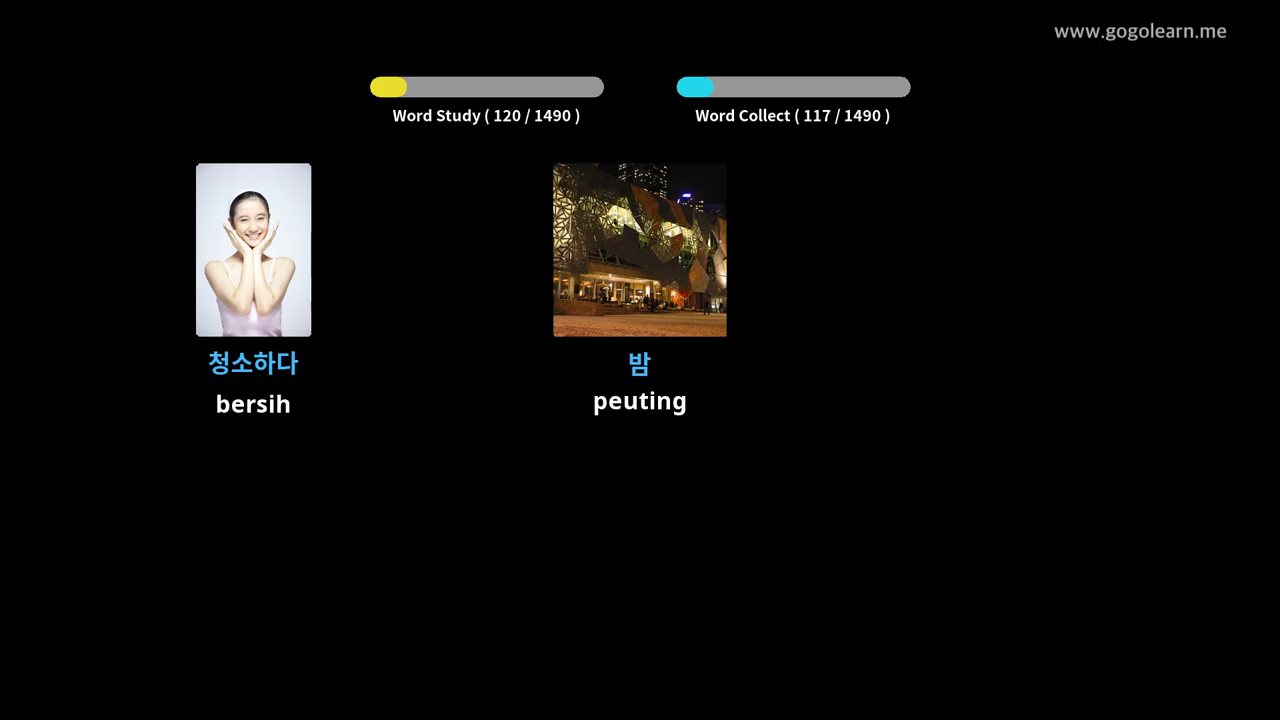 www.gogolearn.me
Word Study ( 120 / 1490 )
Word Collect ( 117 / 1490 )
청소하다
bersih
밤
peuting